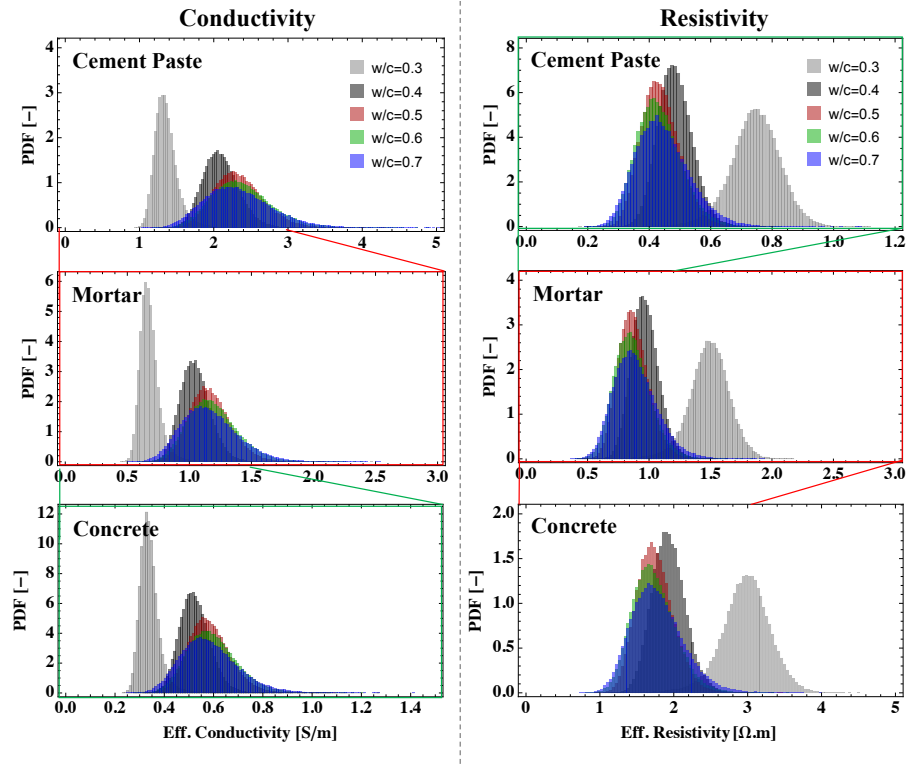 Conductivity
PDF [−]
Cement Paste
w/c=0.3
w/c=0.4
w/c=0.5
w/c=0.6
w/c=0.7
4
3
2
1
0
0 1 2 3 4 5
PDF [−]
Mortar
6
5
4
3
2
1
0
0.0 0.5 1.0 1.5 2.0 2.5 3.0
PDF [−]
Concrete
12
10
8
6
4
2
0
0.0 0.2 0.4 0.6 0.8 1.0 1.2 1.4
Eff. Conductivity [S/m]
Resistivity
PDF [−]
Cement Paste
w/c=0.3
w/c=0.4
w/c=0.5
w/c=0.6
w/c=0.7
8
6
4
2
0
0.0 0.2 0.4 0.6 0.8 1.0 1.2
PDF [−]
Mortar
4
3
2
1
0
0.0 0.5 1.0 1.5 2.0 2.5 3.0
PDF [−]
Concrete
2.0
1.5
1.0
0.5
0.0
0 1 2 3 4 5
Eff. Resistivity [Ω.m]